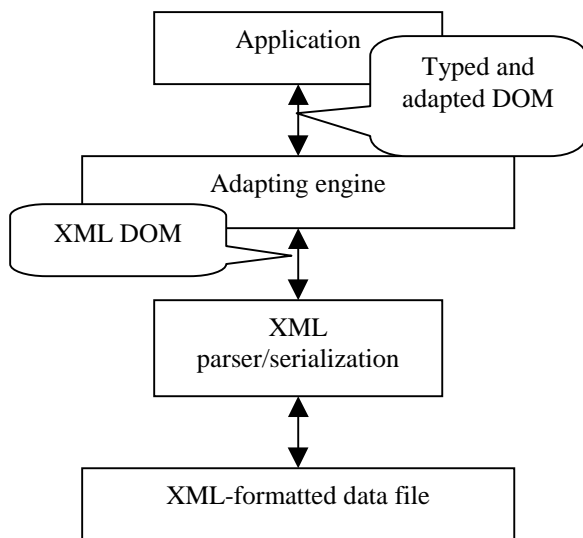 Application
Typed and
adapted DOM
Adapting engine
XML DOM
XML
parser/serialization
XML-formatted data file